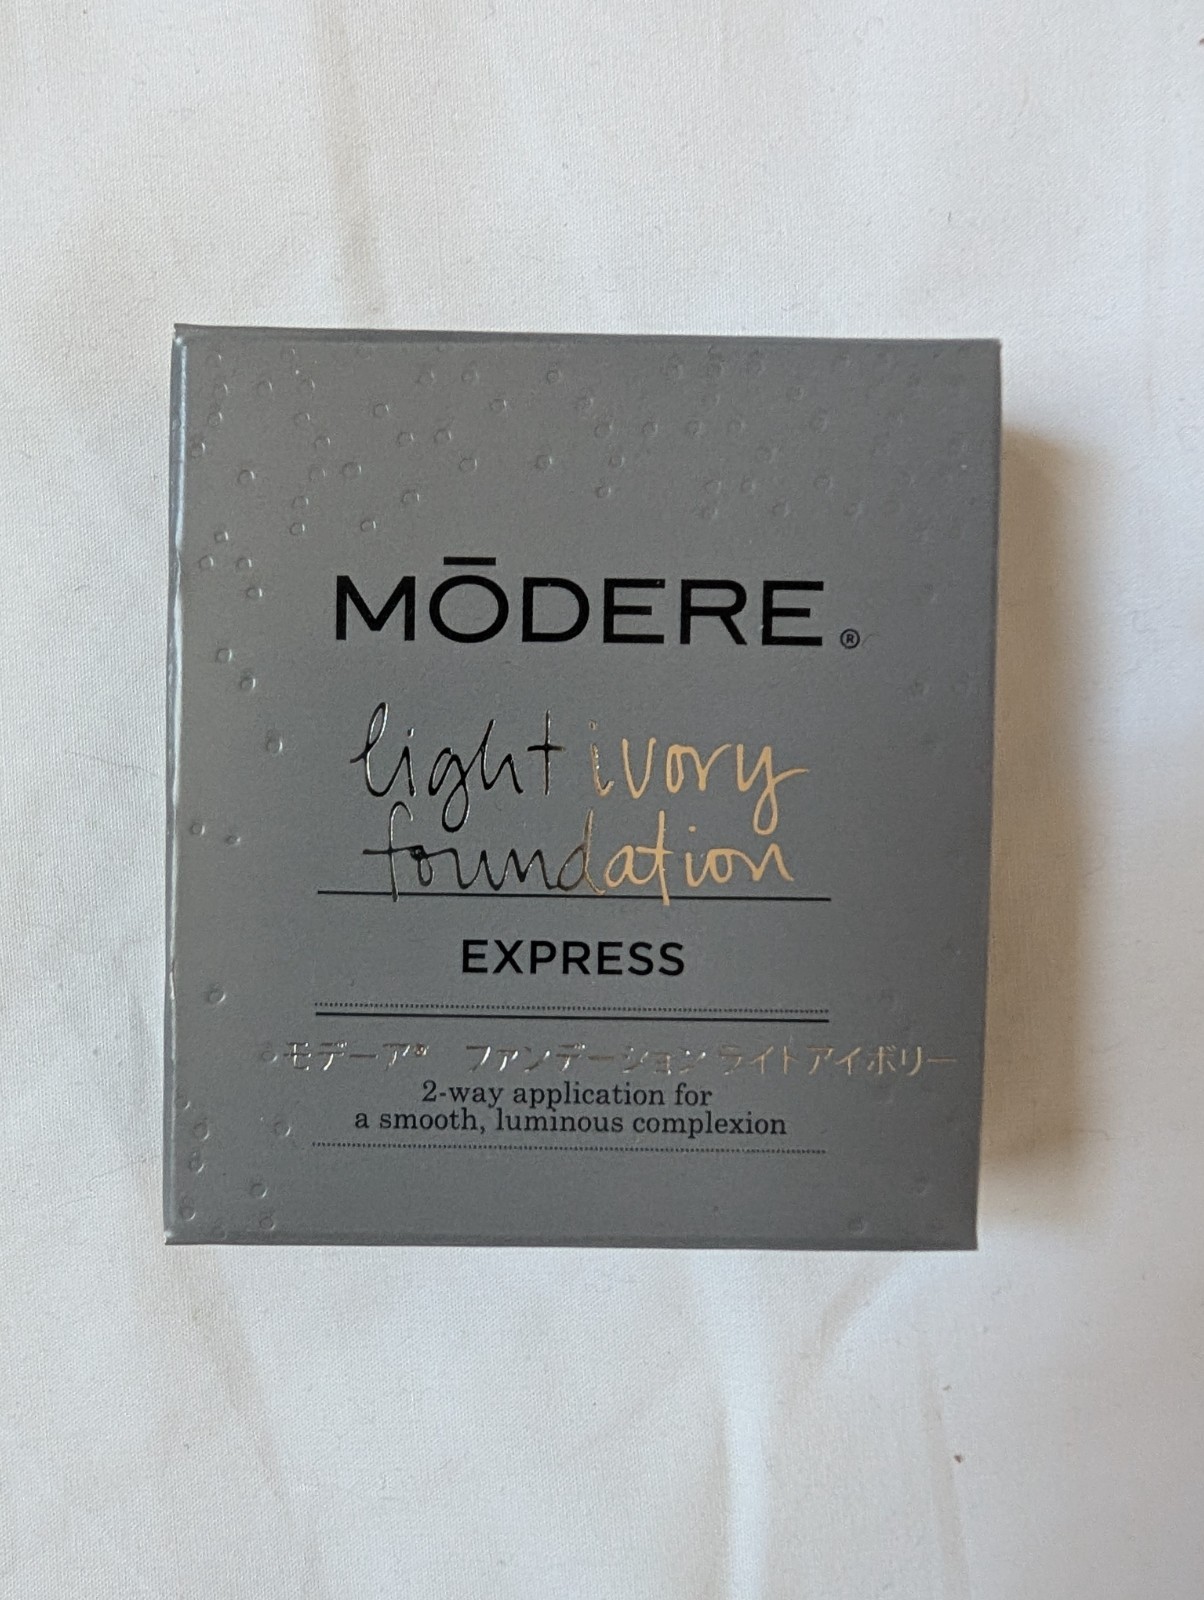 MŌDERE®
light ivory
foundation
EXPRESS
モデーア® ファンデーション ライトアイボリー
2-way application for
a smooth, luminous complexion